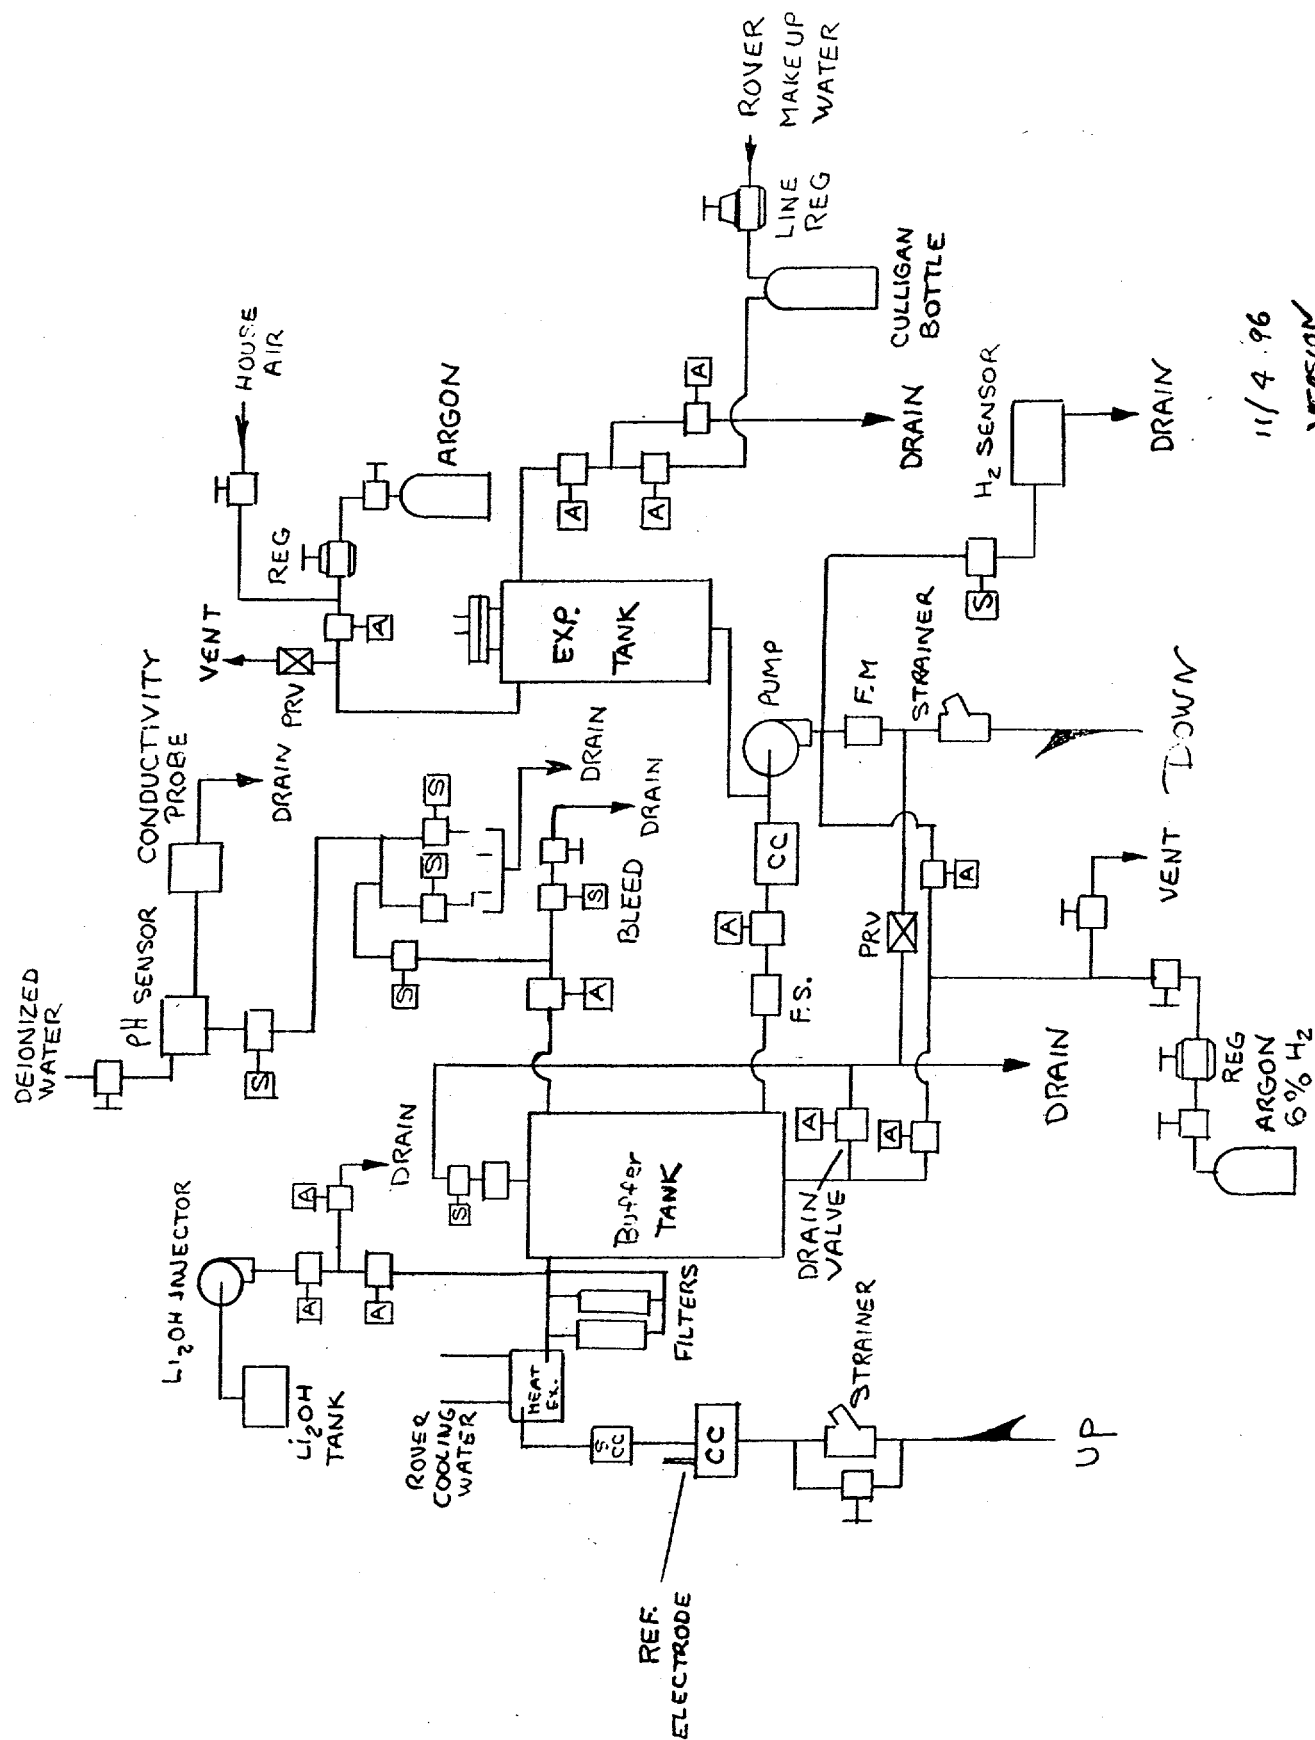 DEIONIZED
WATER
Li2OH INJECTOR
PH SENSOR
CONDUCTIVITY
PROBE
DRAIN
VENT
PRV
HOUSE
AIR
REG
ARGON
S
A
Li2OH
TANK
A
A
A
DRAIN
S
S
S
S
DRAIN
ROVER
COOLING
WATER
HEAT
EX.
A
S
BLEED
DRAIN
S
EXP.
TANK
A
A
A
S.
CC
Buffer
TANK
FILTERS
REF.
ELECTRODE
CC
A
F.S.
CC
PUMP
ROVER
MAKE UP
WATER
LINE
REG
CULLIGAN
BOTTLE
DRAIN
DRAIN
VALVE
A
A
PRV
F.M
STRAINER
STRAINER
A
S
H2 SENSOR
DRAIN
UP
DRAIN
VENT
DOWN
REG
ARGON
6% H2
11/4.96